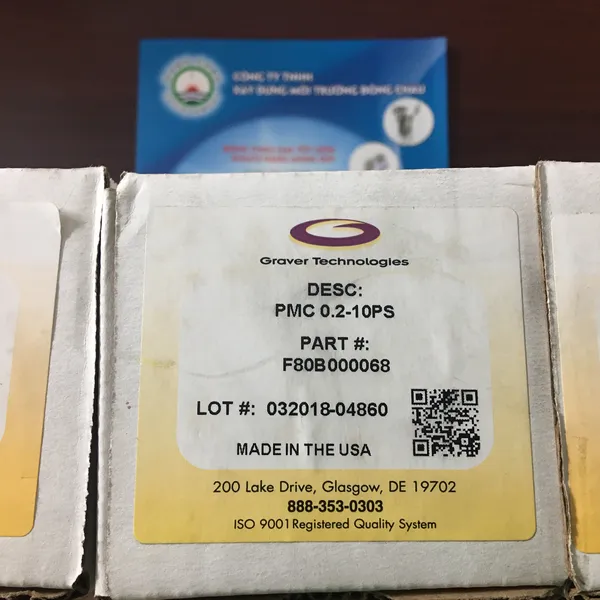 CÔNG TY TNHH
XÂY DỰNG MÔI TRƯỜNG ĐÔNG CHÂU
Graver Technologies
DESC:
PMC 0.2-10PS
PART #:
F80B000068
LOT #: 032018-04860
MADE IN THE USA
200 Lake Drive, Glasgow, DE 19702
888-353-0303
ISO 9001 Registered Quality System